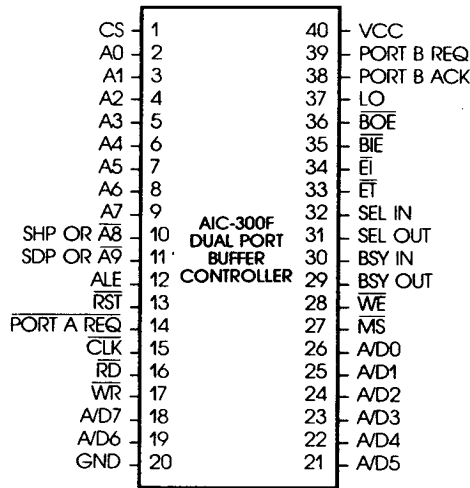 CS 1
A0 2
A1 3
A2 4
A3 5
A4 6
A5 7
A6 8
A7 9
SHP OR A8 10
SDP OR A9 11
ALE 12
RST 13
PORT A REQ 14
CLK 15
RD 16
WR 17
A/D7 18
A/D6 19
GND 20
AIC-300F
DUAL PORT
BUFFER
CONTROLLER
40 VCC
39 PORT B REQ
38 PORT B ACK
37 LO
36 BOE
35 BIE
34 EI
33 ET
32 SEL IN
31 SEL OUT
30 BSY IN
29 BSY OUT
28 WE
27 MS
26 A/D0
25 A/D1
24 A/D2
23 A/D3
22 A/D4
21 A/D5